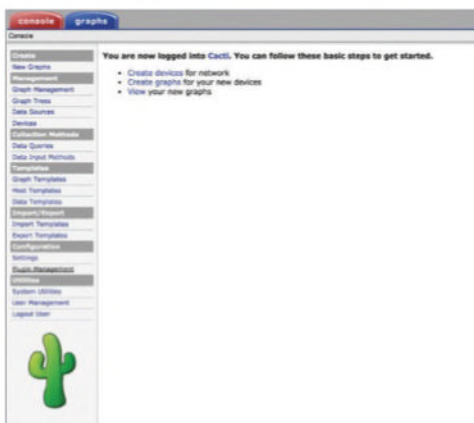 console graphs
Console
Create
New Graphs
Management
Graph Management
Graph Trees
Data Sources
Devices
Collection Methods
Data Queries
Data Input Methods
Templates
Graph Templates
Host Templates
Data Templates
Import/Export
Import Templates
Export Templates
Configuration
Settings
Plugin Management
Utilities
System Utilities
User Management
Logout User
You are now logged into Cacti. You can follow these basic steps to get started.
Create devices for network
Create graphs for your new devices
View your new graphs